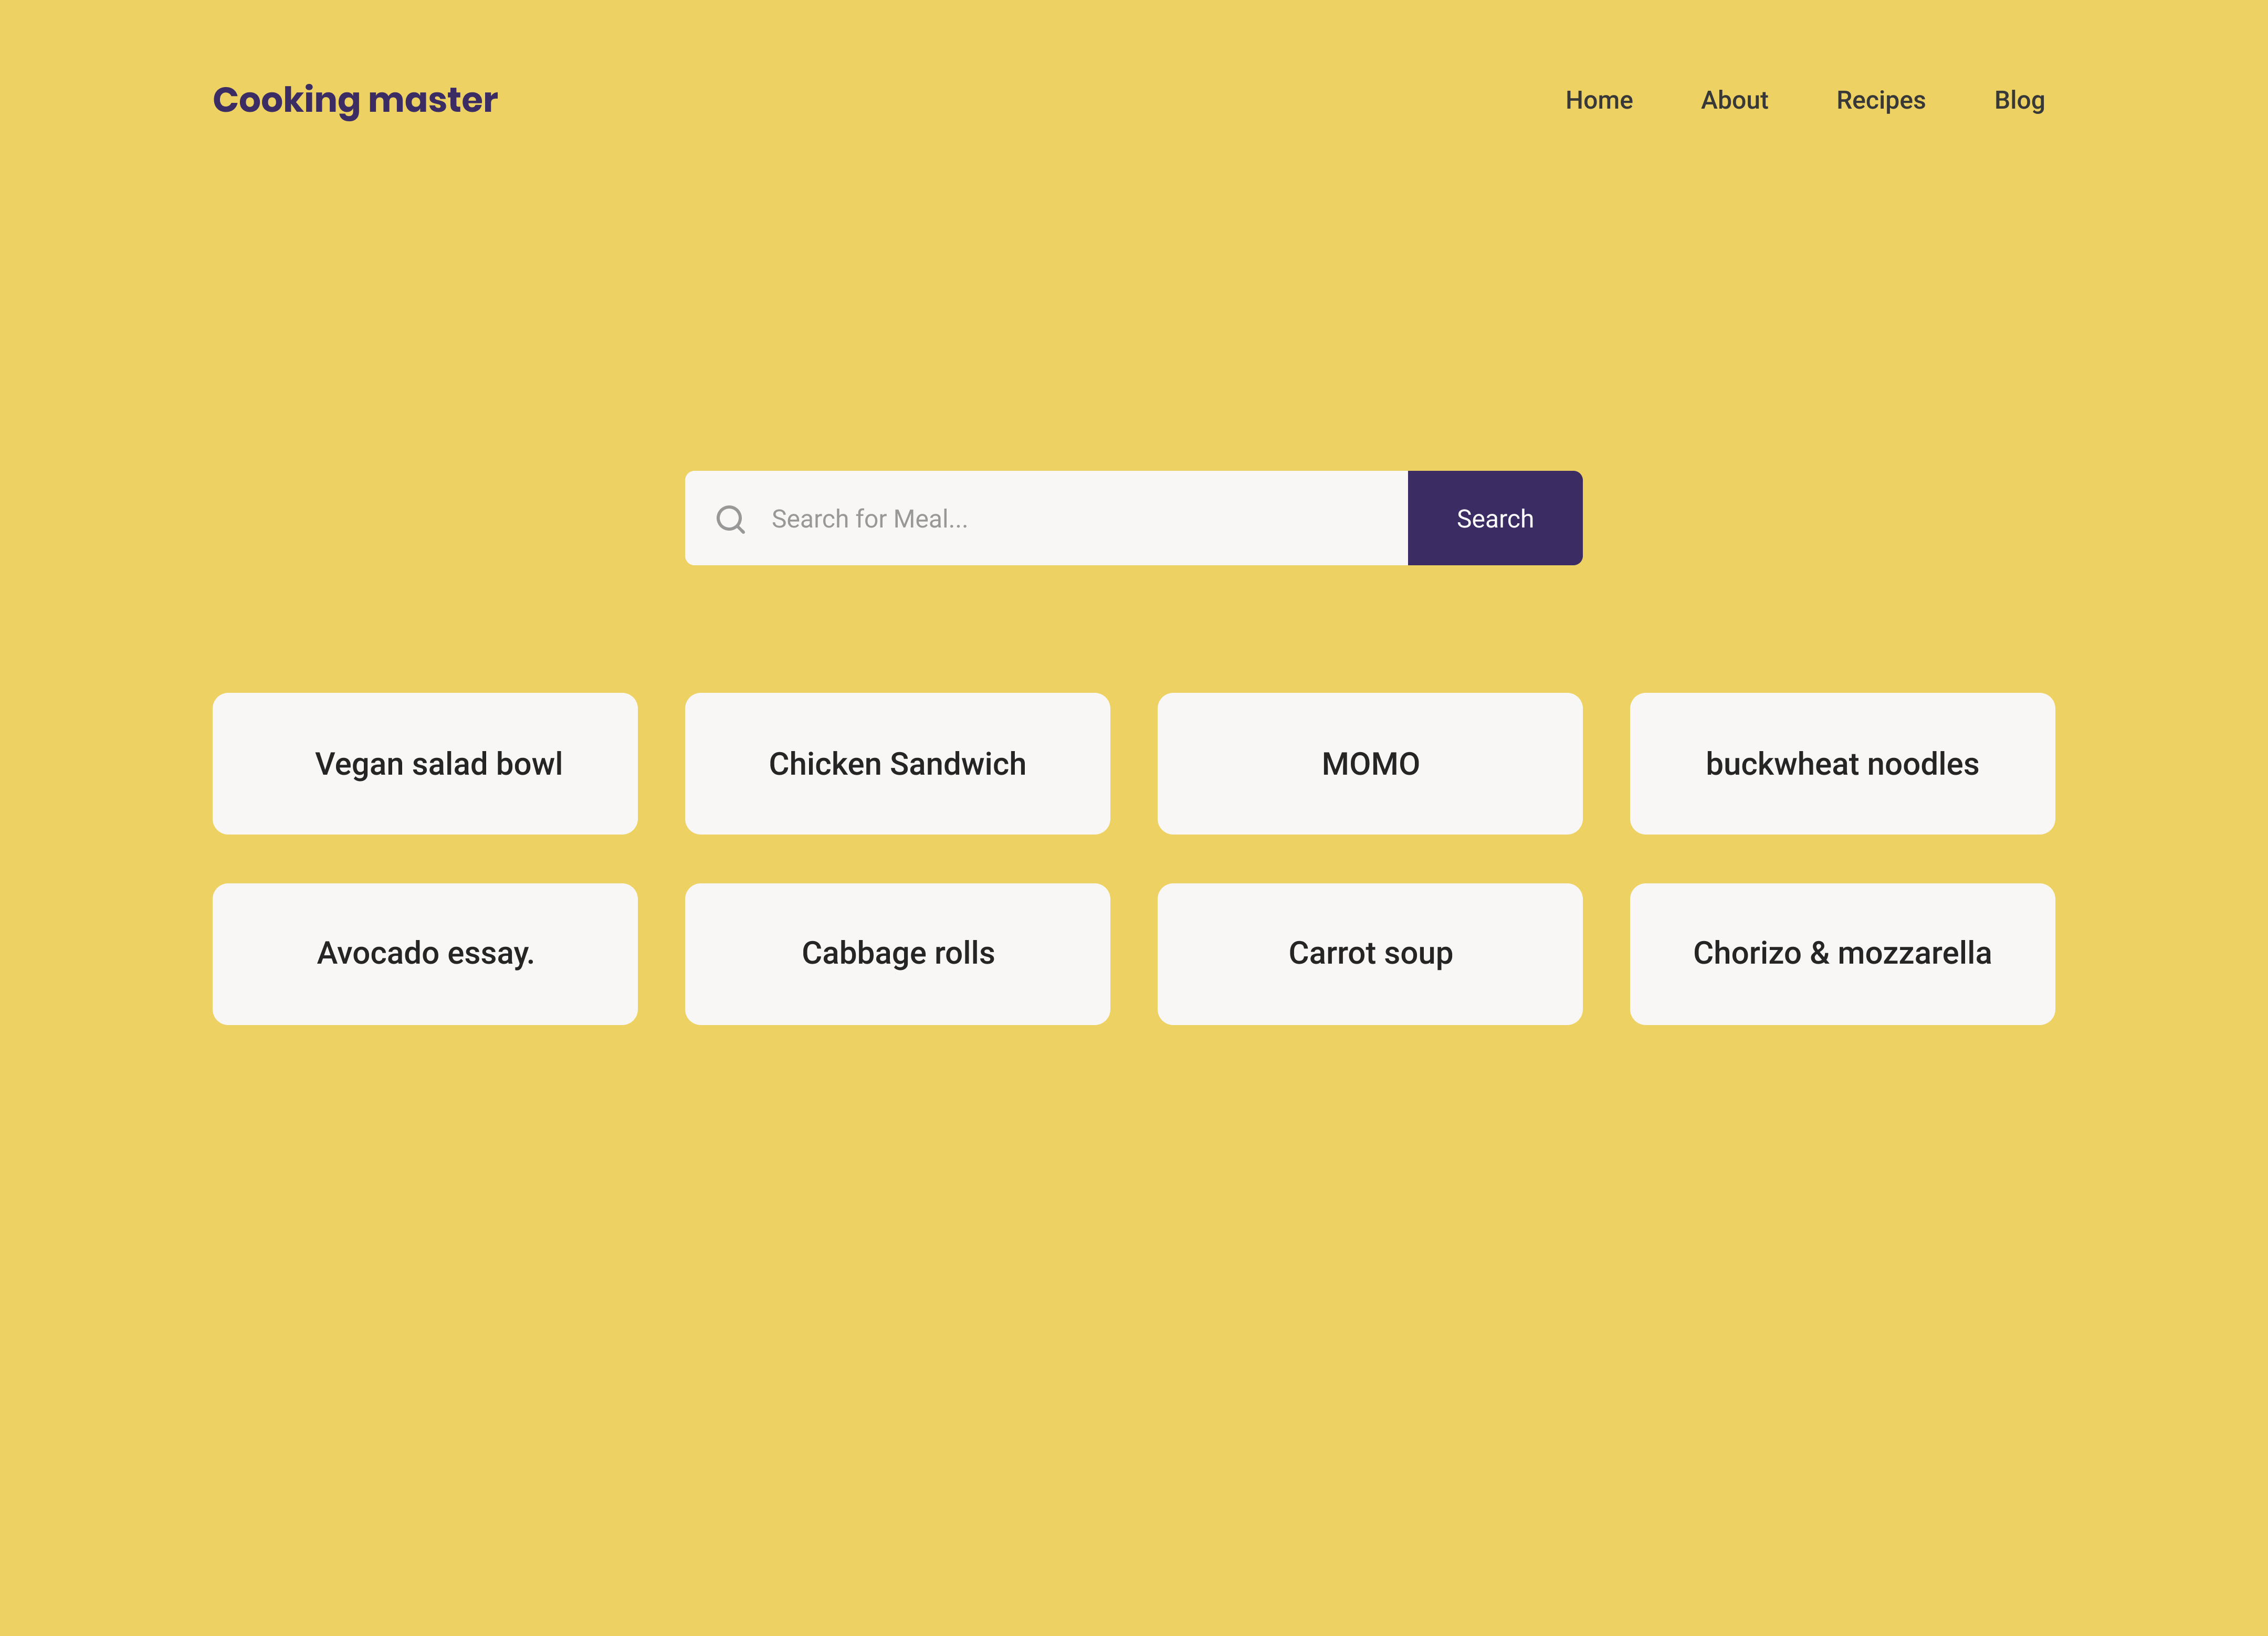 Cooking master
Home
About
Recipes
Blog
Search for Meal...
Search
Vegan salad bowl
Chicken Sandwich
MOMO
buckwheat noodles
Avocado essay.
Cabbage rolls
Carrot soup
Chorizo & mozzarella